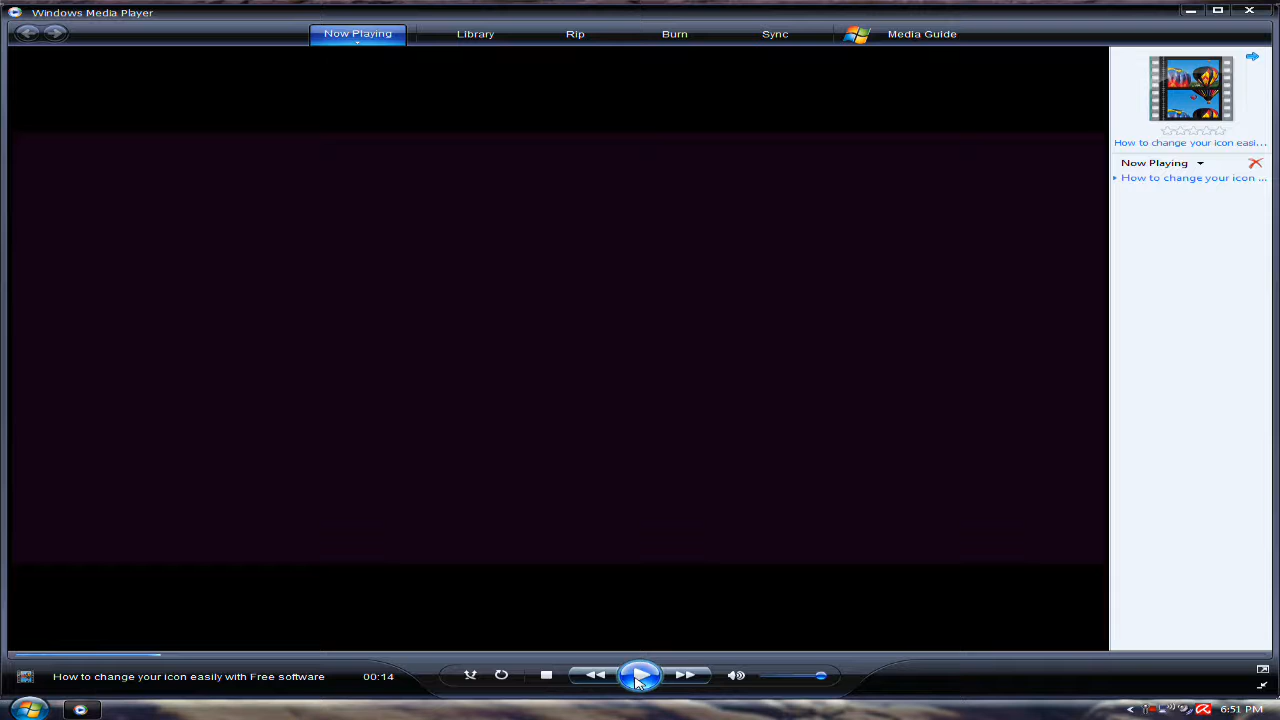 Windows Media Player
Now Playing
Library
Rip
Burn
Sync
Media Guide
How to change your icon easi...
Now Playing
How to change your icon ...
How to change your icon easily with Free software
00:14
6:51 PM